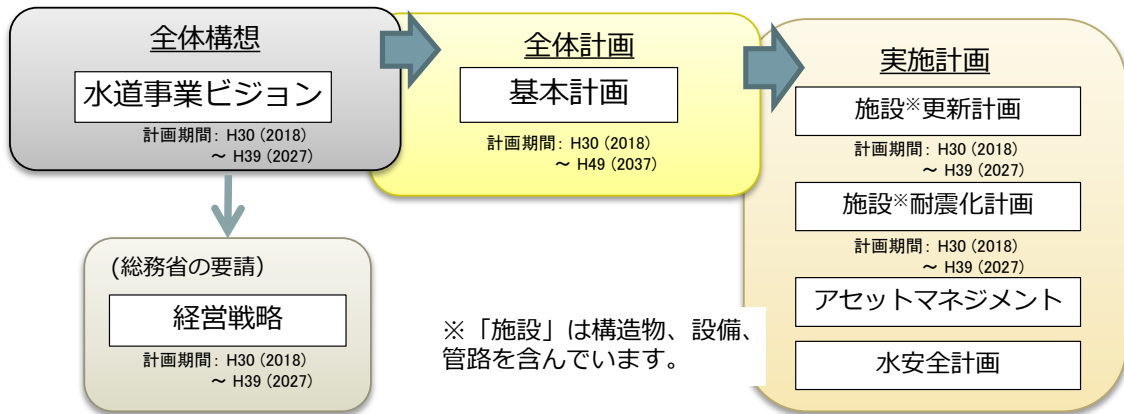 全体構想
水道事業ビジョン
計画期間: H30 (2018)
～ H39 (2027)
(総務省の要請)
経営戦略
計画期間: H30 (2018)
～ H39 (2027)
全体計画
基本計画
計画期間: H30 (2018)
～ H49 (2037)
※「施設」は構造物、設備、
管路を含んでいます。
実施計画
施設※更新計画
計画期間: H30 (2018)
～ H39 (2027)
施設※耐震化計画
計画期間: H30 (2018)
～ H39 (2027)
アセットマネジメント
水安全計画